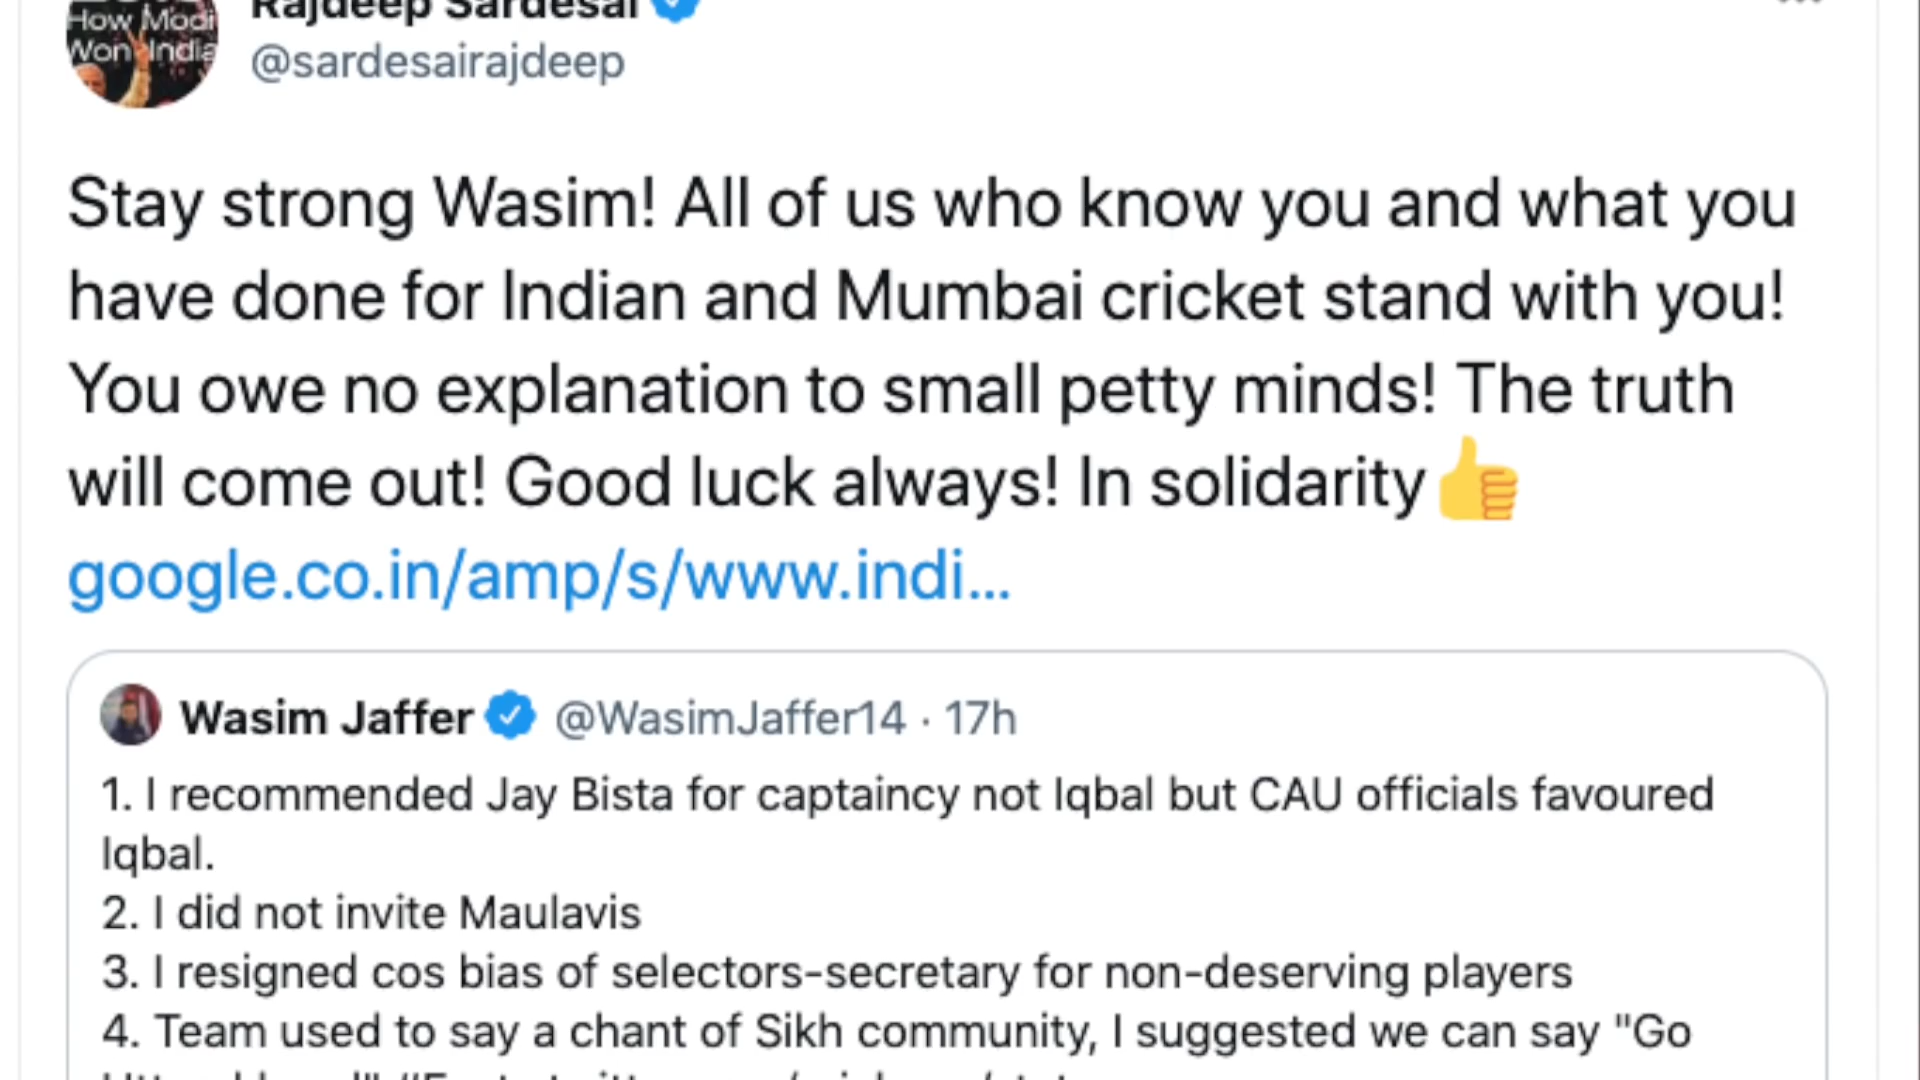 How Modi
Won India
Rajdeep Sardesai
@sardesairajdeep
Stay strong Wasim! All of us who know you and what you
have done for Indian and Mumbai cricket stand with you!
You owe no explanation to small petty minds! The truth
will come out! Good luck always! In solidarity👍
google.co.in/amp/s/www.indi...
Wasim Jaffer @WasimJaffer14 · 17h
1. I recommended Jay Bista for captaincy not Iqbal but CAU officials favoured
Iqbal.
2. I did not invite Maulavis
3. I resigned cos bias of selectors-secretary for non-deserving players
4. Team used to say a chant of Sikh community, I suggested we can say "Go